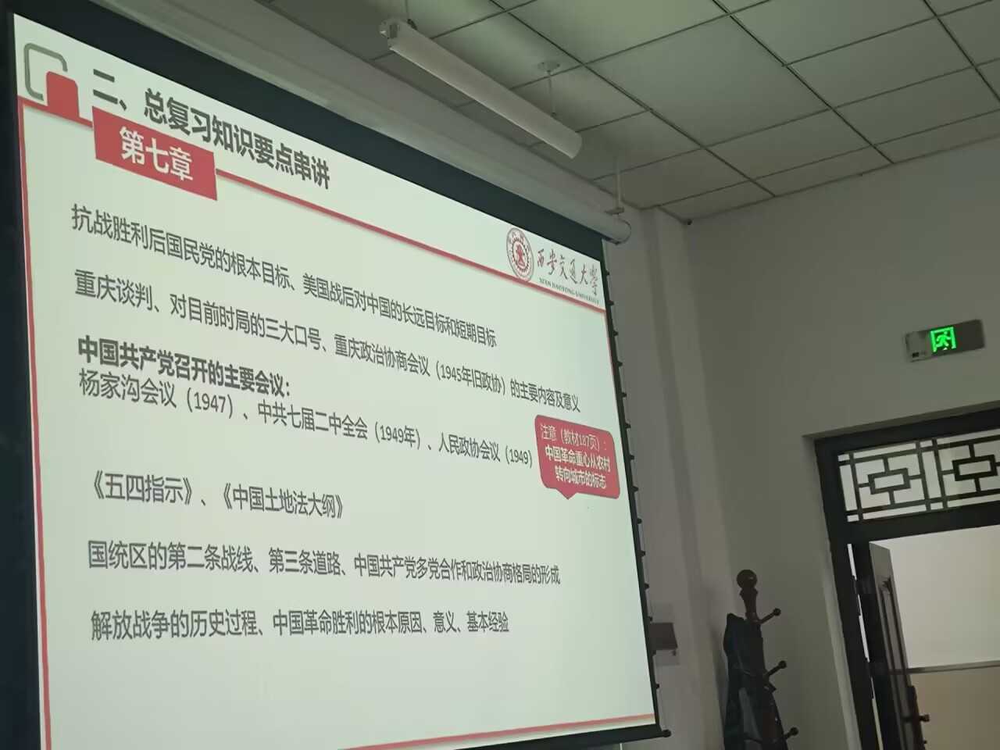 二、总复习知识要点串讲
第七章
西安交通大学
XI'AN JIAOTONG UNIVERSITY
抗战胜利后国民党的根本目标、美国战后对中国的长远目标和短期目标
重庆谈判、对目前时局的三大口号、重庆政治协商会议（1945年旧政协）的主要内容及意义
中国共产党召开的主要会议：
杨家沟会议（1947）、中共七届二中全会（1949年）、人民政协会议（1949）
注意（教材187页）：
中国革命重心从农村
转向城市的标志
《五四指示》、《中国土地法大纲》
国统区的第二条战线、第三条道路、中国共产党多党合作和政治协商格局的形成
解放战争的历史过程、中国革命胜利的根本原因、意义、基本经验